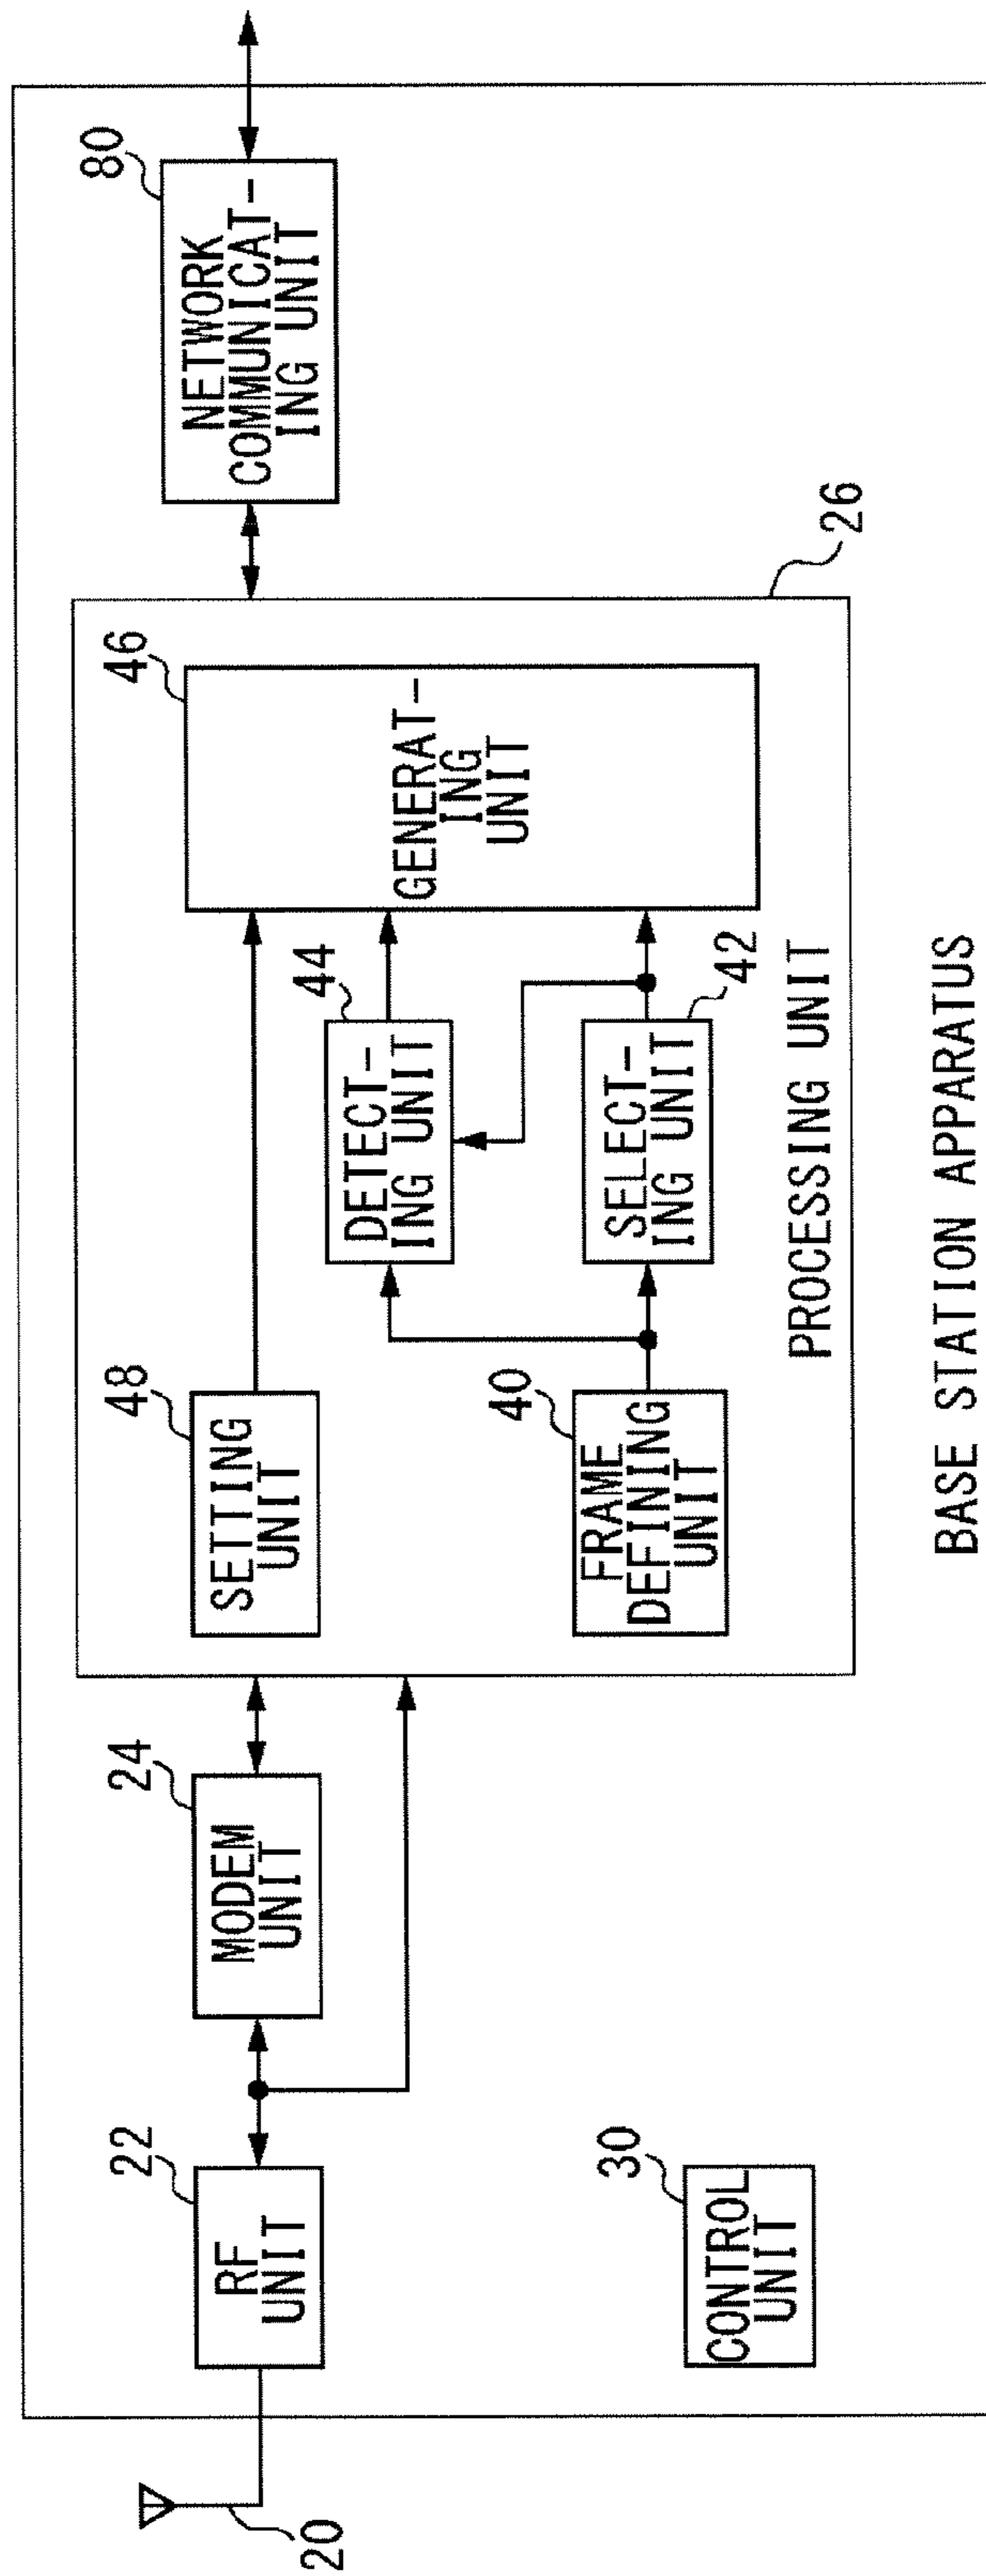 20
22
RF
UNIT
24
MODEM
UNIT
30
CONTROL
UNIT
48
SETTING
UNIT
40
FRAME
DEFINING
UNIT
44
DETECT-
ING UNIT
42
SELECT-
ING UNIT
46
GENERAT-
ING
UNIT
PROCESSING UNIT
26
80
NETWORK
COMMUNICAT-
ING UNIT
BASE STATION APPARATUS